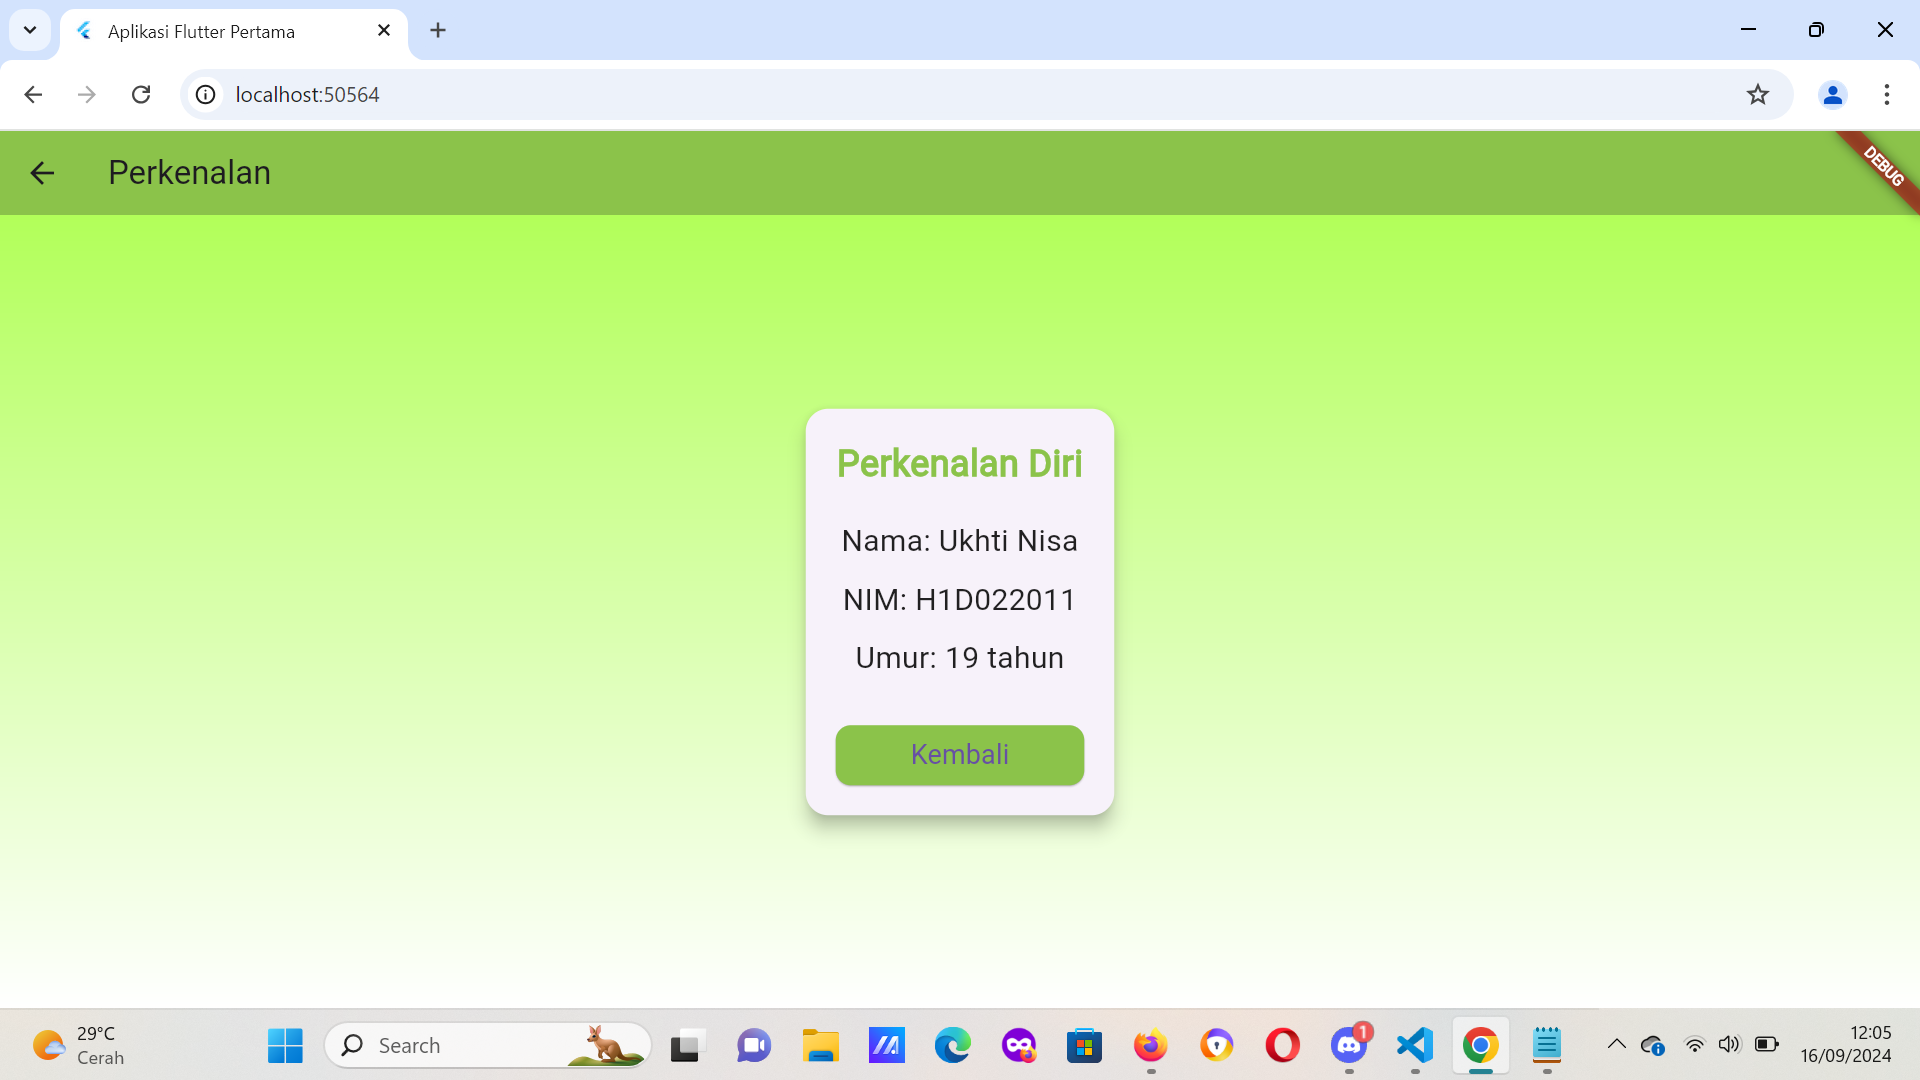 Aplikasi Flutter Pertama
localhost:50564
Perkenalan
DEBUG
Perkenalan Diri
Nama: Ukhti Nisa
NIM: H1D022011
Umur: 19 tahun
Kembali
29°C
Cerah
Search
1
12:05
16/09/2024